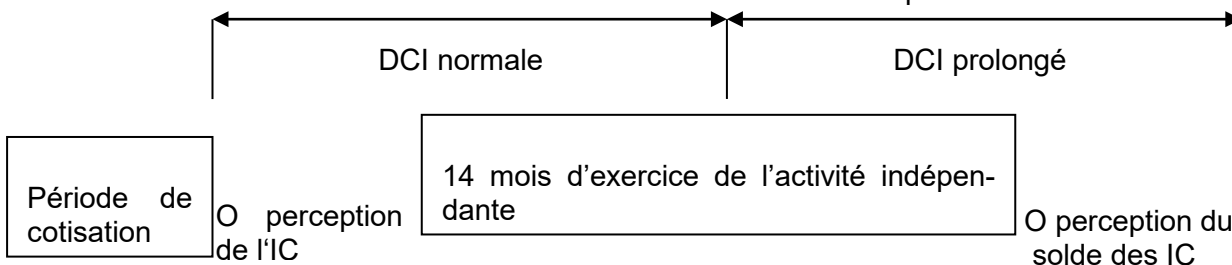 DCI normale
DCI prolongé
Période de
cotisation
O perception
de l‘IC
14 mois d’exercice de l’activité indépen-
dante
O perception du
solde des IC